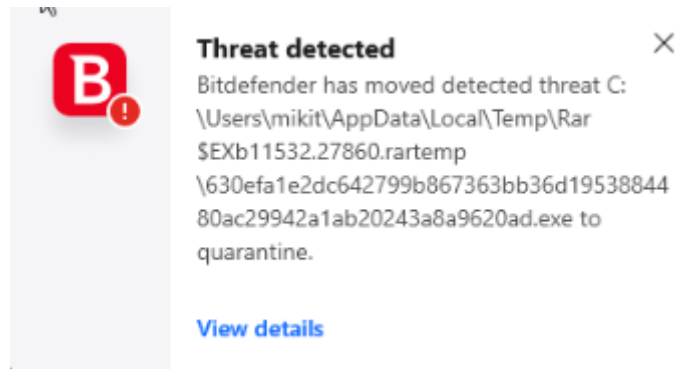 Threat detected
Bitdefender has moved detected threat C:
\Users\mikit\AppData\Local\Temp\Rar
$EXb11532.27860.rartemp
\630efa1e2dc642799b867363bb36d19538844
80ac29942a1ab20243a8a9620ad.exe to
quarantine.
View details
B